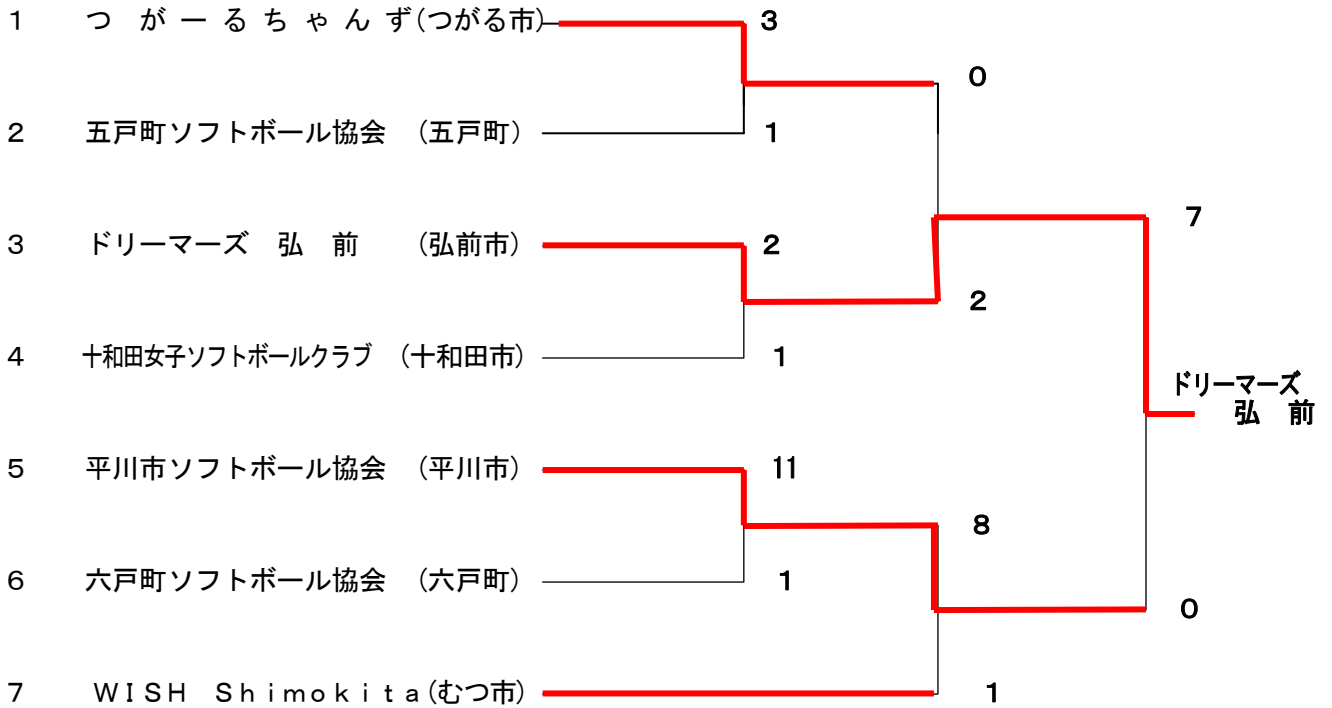 1 つがーるちゃんず(つがる市) 3
0
2 五戸町ソフトボール協会 (五戸町) 1
7
3 ドリーマーズ 弘 前 (弘前市) 2
2
4 十和田女子ソフトボールクラブ (十和田市) 1
ドリーマーズ
弘 前
5 平川市ソフトボール協会 (平川市) 11
8
6 六戸町ソフトボール協会 (六戸町) 1
0
7 WISH Shimokita(むつ市) 1